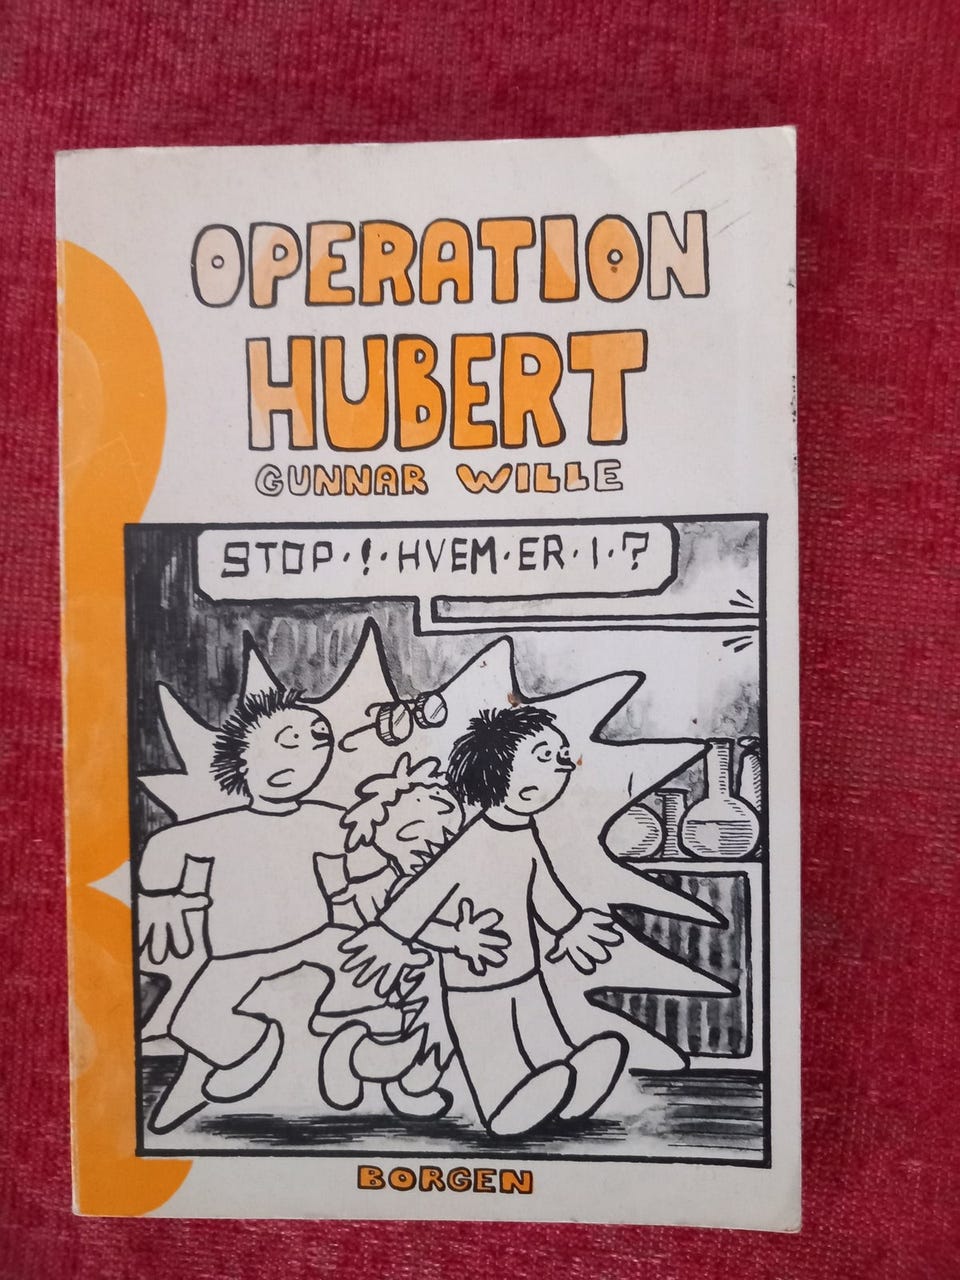 OPERATION
HUBERT
GUNNAR WILLE
STOP·!·HVEM·ER·I·?
BORGEN